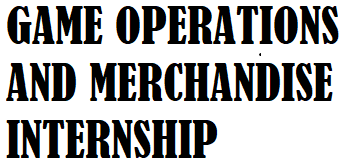 GAME OPERATIONS
AND MERCHANDISE
INTERNSHIP